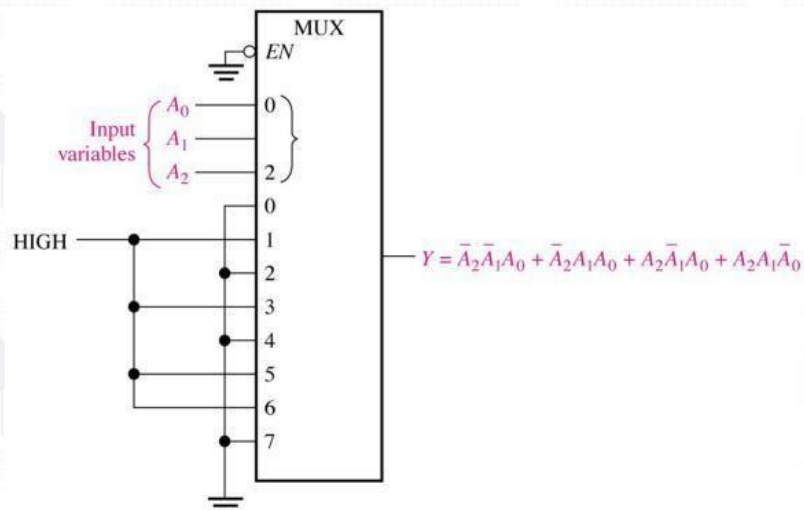 MUX
EN
A₀ 0
Input variables
A₁
A₂ 2
0
HIGH 1
2
3
4
5
6
7
Y = A̅₂A̅₁A₀ + A̅₂A₁A₀ + A₂A̅₁A₀ + A₂A₁A̅₀